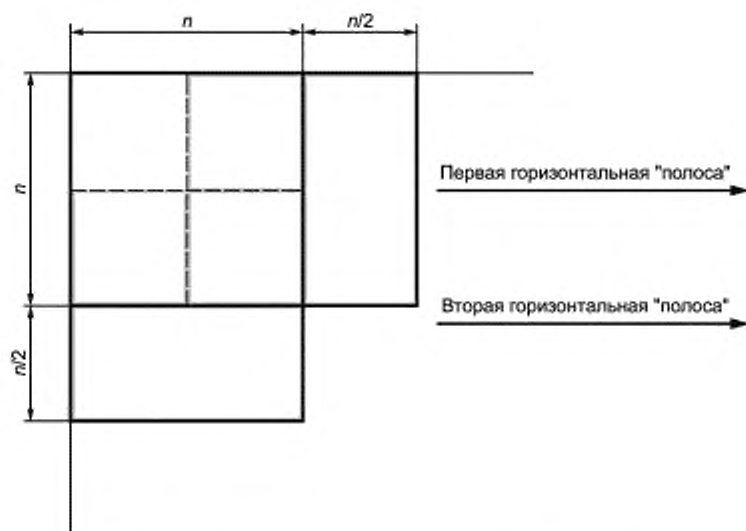 n
n/2
n
Первая горизонтальная "полоса"
Вторая горизонтальная "полоса"
n/2